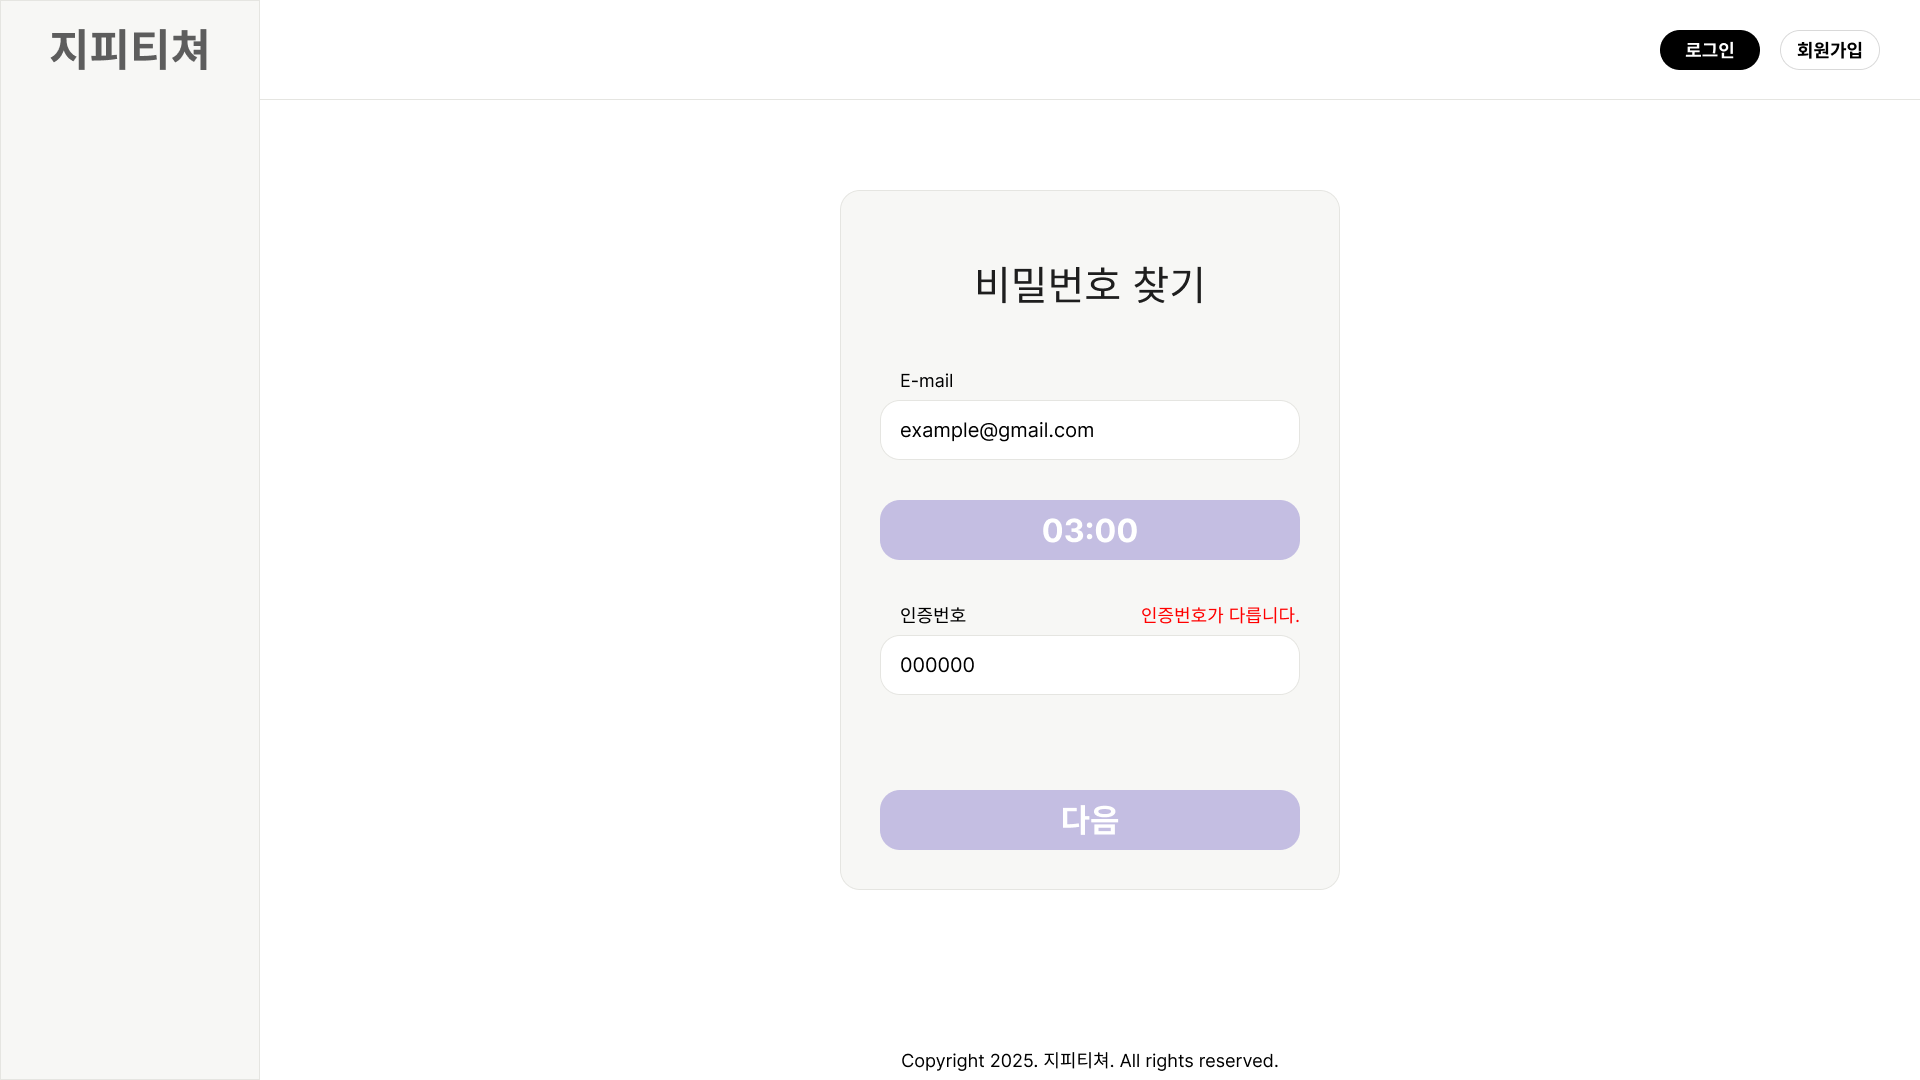 지피티쳐
로그인
회원가입
비밀번호 찾기
E-mail
example@gmail.com
03:00
인증번호
인증번호가 다릅니다.
000000
다음
Copyright 2025. 지피티쳐. All rights reserved.